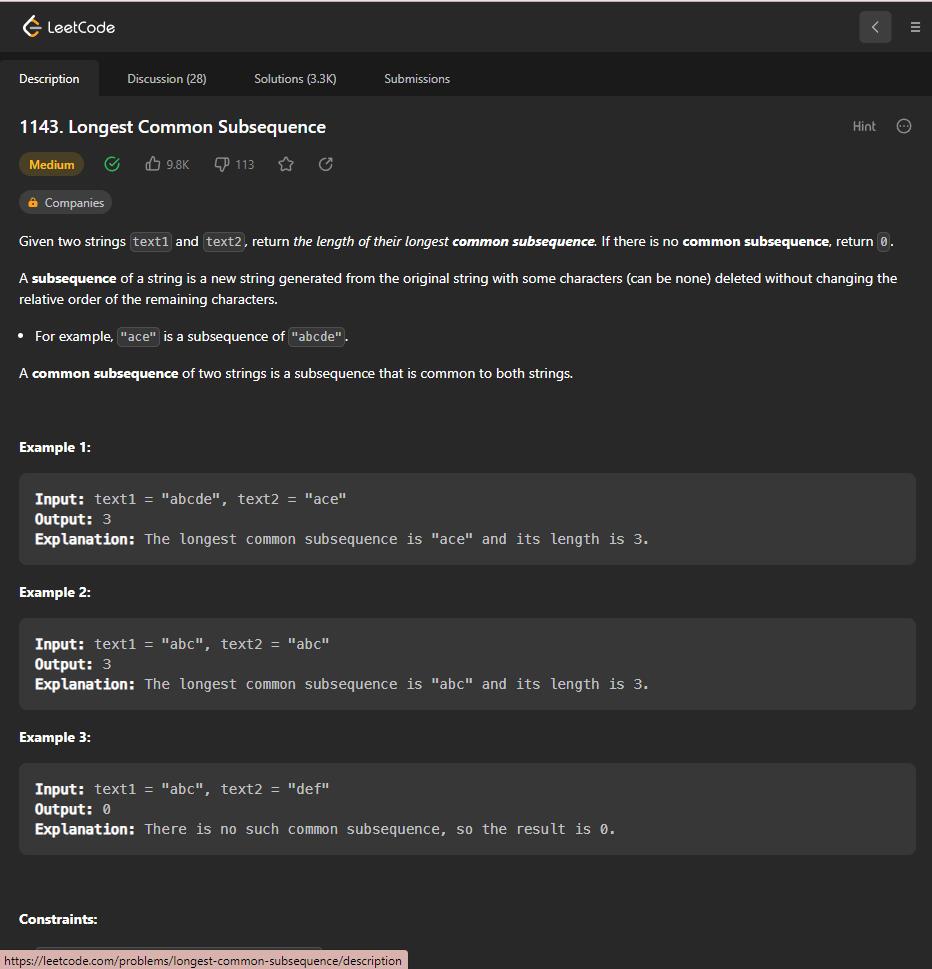 LeetCode
Description Discussion (28) Solutions (3.3K) Submissions
1143. Longest Common Subsequence Hint
Medium 9.8K 113
Companies
Given two strings text1 and text2, return the length of their longest common subsequence. If there is no common subsequence, return 0.
A subsequence of a string is a new string generated from the original string with some characters (can be none) deleted without changing the
relative order of the remaining characters.
• For example, "ace" is a subsequence of "abcde".
A common subsequence of two strings is a subsequence that is common to both strings.
Example 1:
Input: text1 = "abcde", text2 = "ace"
Output: 3
Explanation: The longest common subsequence is "ace" and its length is 3.
Example 2:
Input: text1 = "abc", text2 = "abc"
Output: 3
Explanation: The longest common subsequence is "abc" and its length is 3.
Example 3:
Input: text1 = "abc", text2 = "def"
Output: 0
Explanation: There is no such common subsequence, so the result is 0.
Constraints:
https://leetcode.com/problems/longest-common-subsequence/description